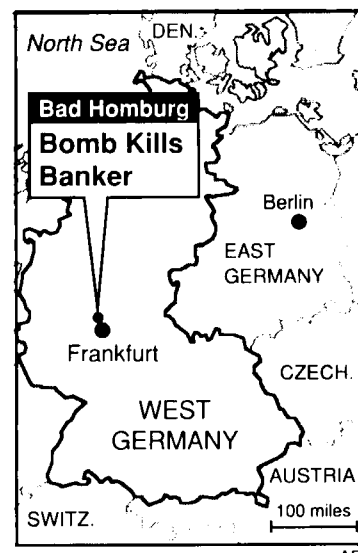 North Sea
DEN.
Bad Homburg
Bomb Kills
Banker
Berlin
EAST
GERMANY
Frankfurt
CZECH.
WEST
GERMANY
AUSTRIA
100 miles
SWITZ.